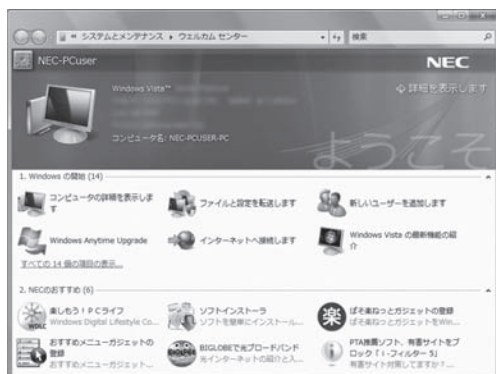 « システムとメンテナンス ▸ ウェルカム センター
検索
NEC-PCuser
NEC
Windows Vista™
詳細を表示します
コンピュータ名: NEC-PCUSER-PC
ようこそ
1. Windows の開始 (14)
コンピュータの詳細を表示しま
す
ファイルと設定を転送します
新しいユーザーを追加します
Windows Anytime Upgrade
インターネットへ接続します
Windows Vista の最新機能の紹
介
すべての 14 個の項目の表示...
2. NECのおすすめ (6)
楽しもう！PCライフ
Windows Digital Lifestyle Co...
ソフトインストーラ
ソフトを簡単にインストール...
楽
ぱそ楽ねっとガジェットの登録
ぱそ楽ねっとガジェットをWin...
おすすめメニューガジェットの
登録
おすすめメニューガジェット...
BIGLOBE
BIGLOBEで光ブロードバンド
光インターネットの紹介と入...
PTA推薦ソフト、有害サイトをブ
ロック「i -フィルター 5」
有害サイト対策してますか？...